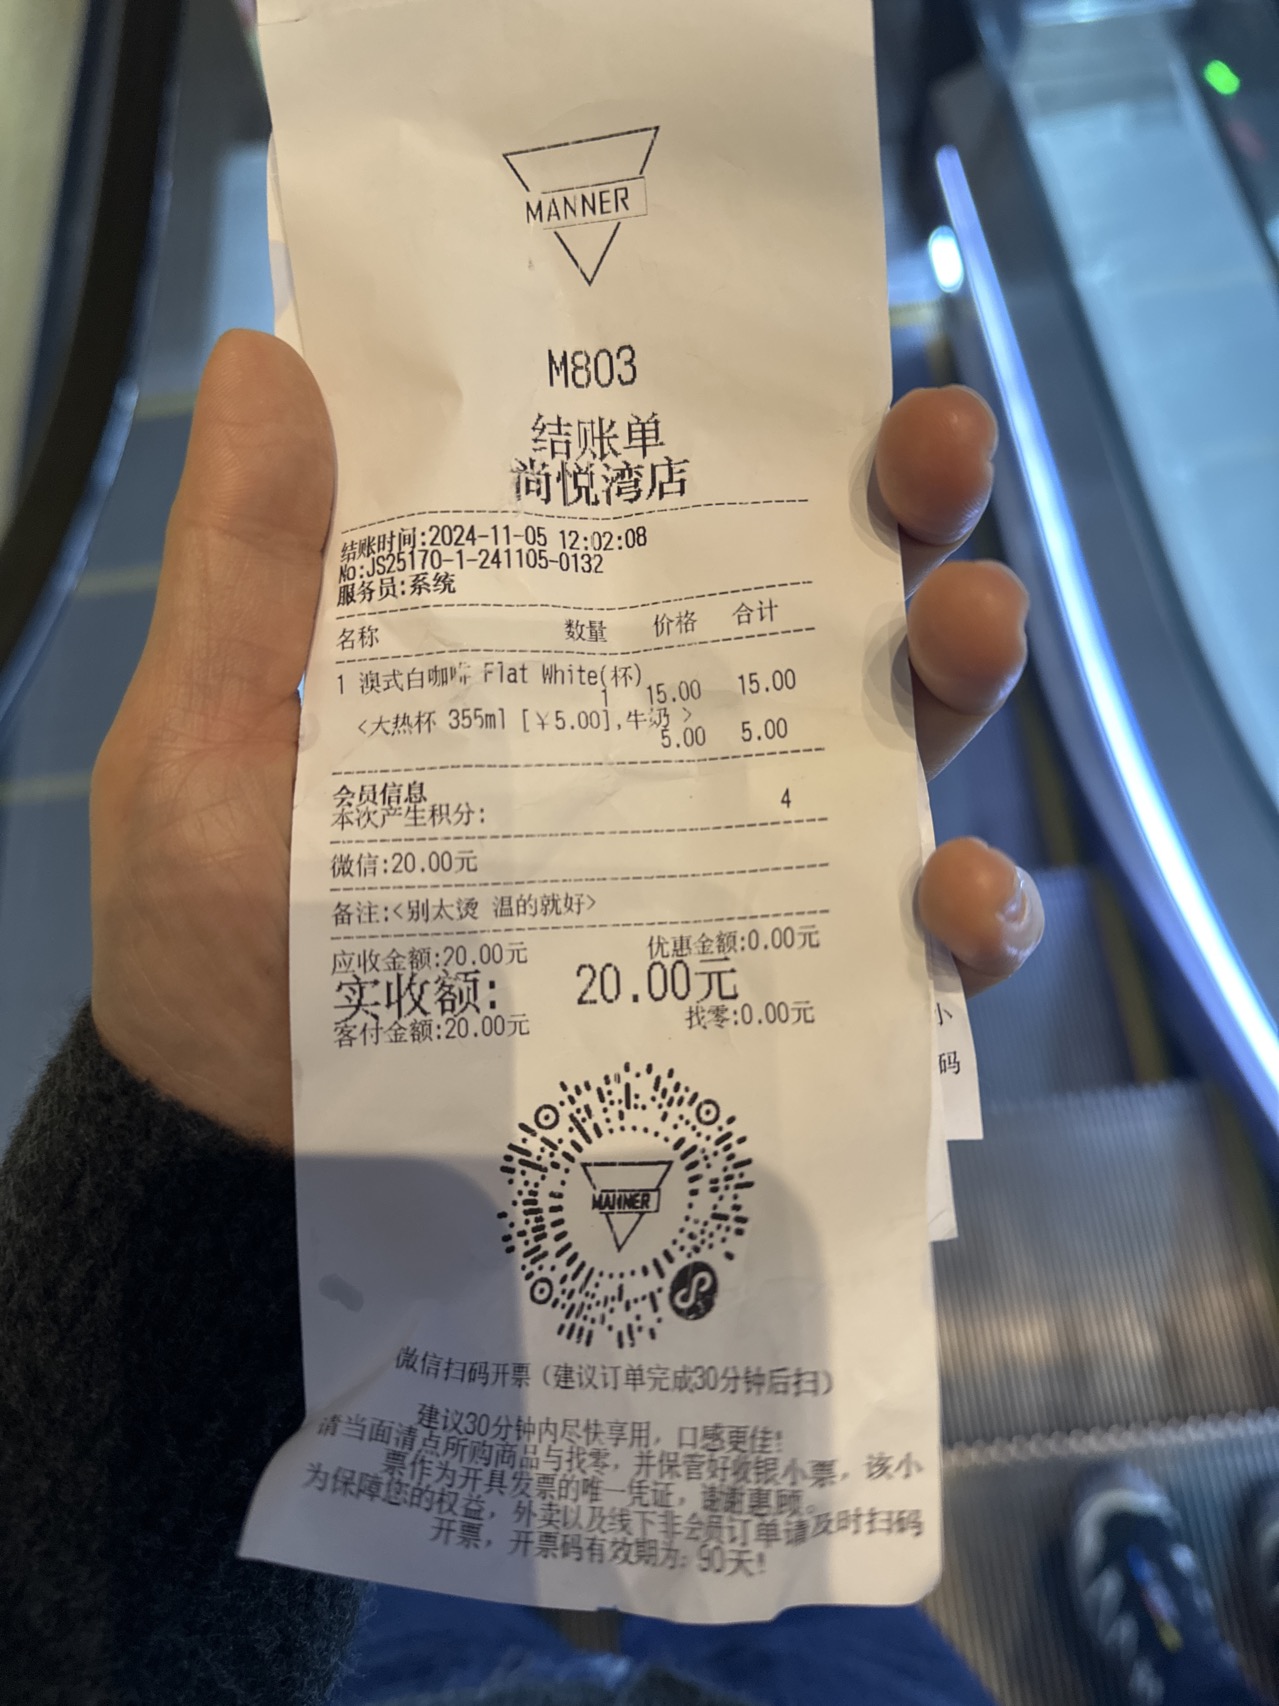 MANNER
M803
结账单
尚悦湾店
结账时间:2024-11-05 12:02:08
No:JS25170-1-241105-0132
服务员:系统
名称 数量 价格 合计
1 澳式白咖啡 Flat White(杯)
1 15.00 15.00
<大热杯 355ml [￥5.00],牛奶 >
5.00 5.00
会员信息
本次产生积分: 4
微信:20.00元
备注:<别太烫 温的就好>
应收金额:20.00元 优惠金额:0.00元
实收额: 20.00元
客付金额:20.00元 找零:0.00元
MANNER
微信扫码开票（建议订单完成30分钟后扫）
建议30分钟内尽快享用，口感更佳!
请当面清点所购商品与找零，并保管好收银小票，该小
票作为开具发票的唯一凭证，谢谢惠顾。
为保障您的权益，外卖以及线下非会员订单请及时扫码
开票，开票码有效期为: 90天!
小
码